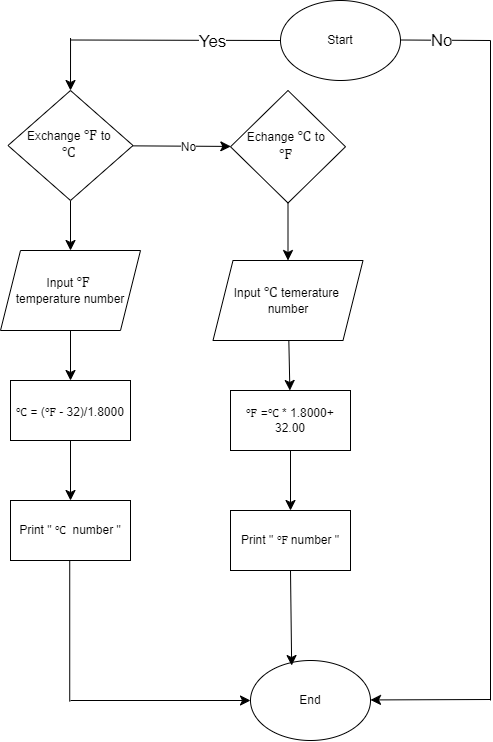 Start
Yes
No
Exchange °F to
°C
No
Echange °C to
°F
Input °F
temperature number
Input °C temerature
number
°C = (°F - 32)/1.8000
°F =°C * 1.8000+
32.00
Print " °C  number "
Print " °F number "
End